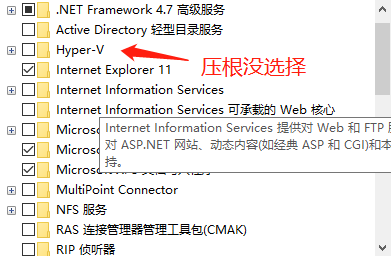 .NET Framework 4.7 高级服务
Active Directory 轻型目录服务
Hyper-V
压根没选择
Internet Explorer 11
Internet Information Services
Internet Information Services 可承载的 Web 核心
Microso
Internet Information Services 提供对 Web 和 FTP
对 ASP.NET 网站、动态内容(如经典 ASP 和 CGI)和本
持。
Micros
MultiPoint Connector
NFS 服务
RAS 连接管理器管理工具包(CMAK)
RIP 侦听器